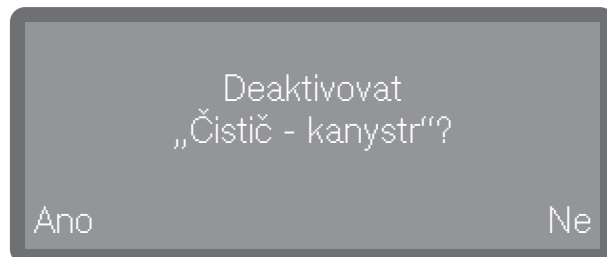 Deaktivovat
„Čistič - kanystr“?
Ano Ne